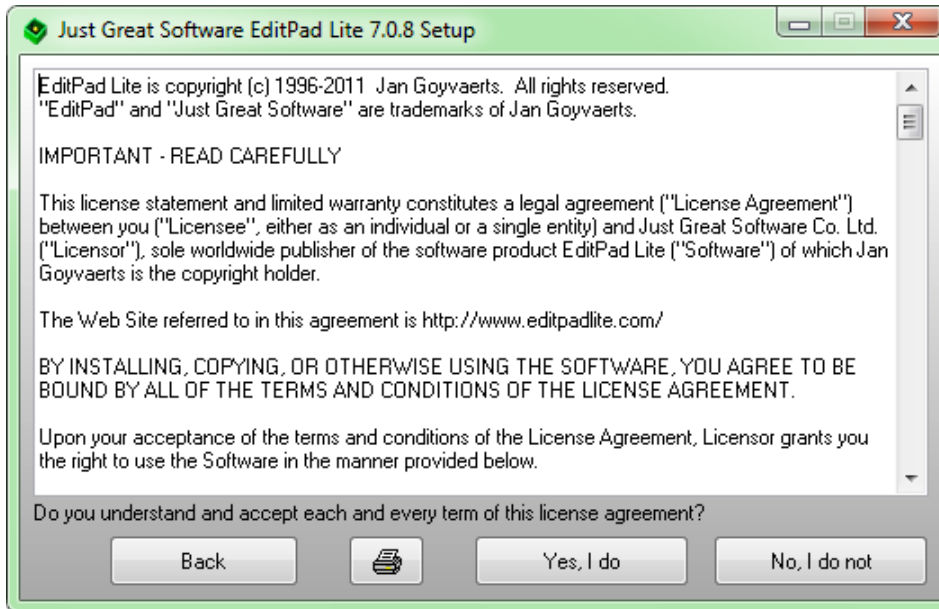 Just Great Software EditPad Lite 7.0.8 Setup
EditPad Lite is copyright (c) 1996-2011  Jan Goyvaerts.  All rights reserved.
"EditPad" and "Just Great Software" are trademarks of Jan Goyvaerts.
IMPORTANT - READ CAREFULLY
This license statement and limited warranty constitutes a legal agreement ("License Agreement")
between you ("Licensee", either as an individual or a single entity) and Just Great Software Co. Ltd.
("Licensor"), sole worldwide publisher of the software product EditPad Lite ("Software") of which Jan
Goyvaerts is the copyright holder.
The Web Site referred to in this agreement is http://www.editpadlite.com/
BY INSTALLING, COPYING, OR OTHERWISE USING THE SOFTWARE, YOU AGREE TO BE
BOUND BY ALL OF THE TERMS AND CONDITIONS OF THE LICENSE AGREEMENT.
Upon your acceptance of the terms and conditions of the License Agreement, Licensor grants you
the right to use the Software in the manner provided below.
Do you understand and accept each and every term of this license agreement?
Back
Yes, I do
No, I do not